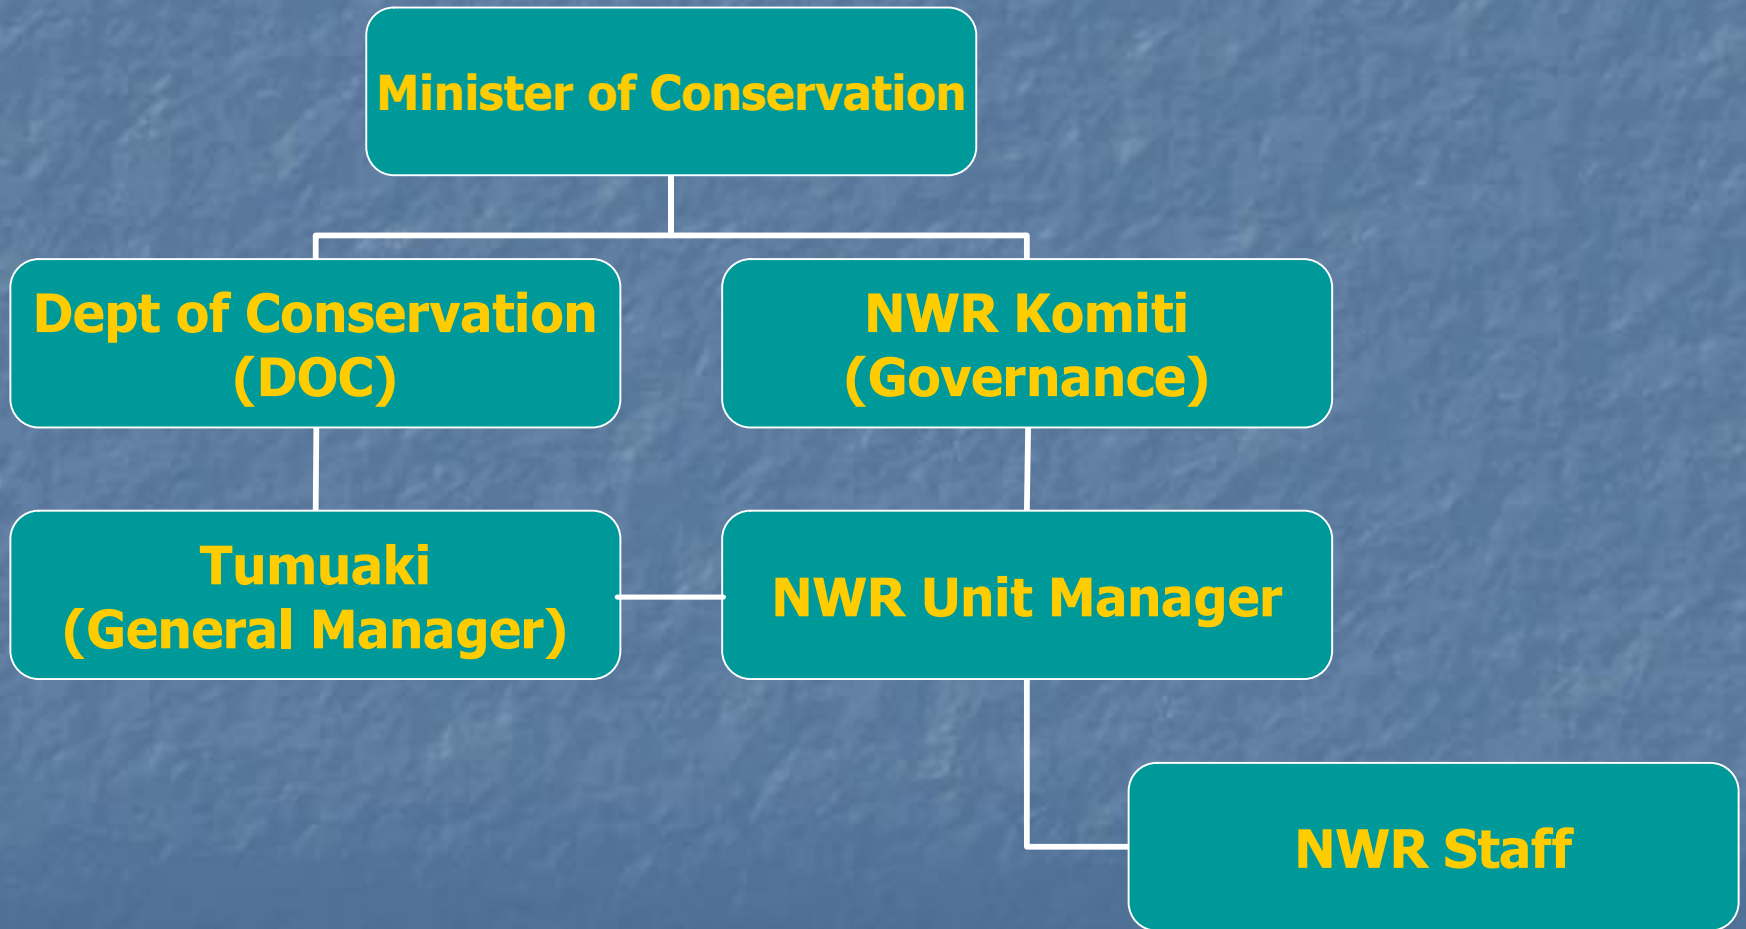 Minister of Conservation
Dept of Conservation
(DOC)
NWR Komiti
(Governance)
Tumuaki
(General Manager)
NWR Unit Manager
NWR Staff